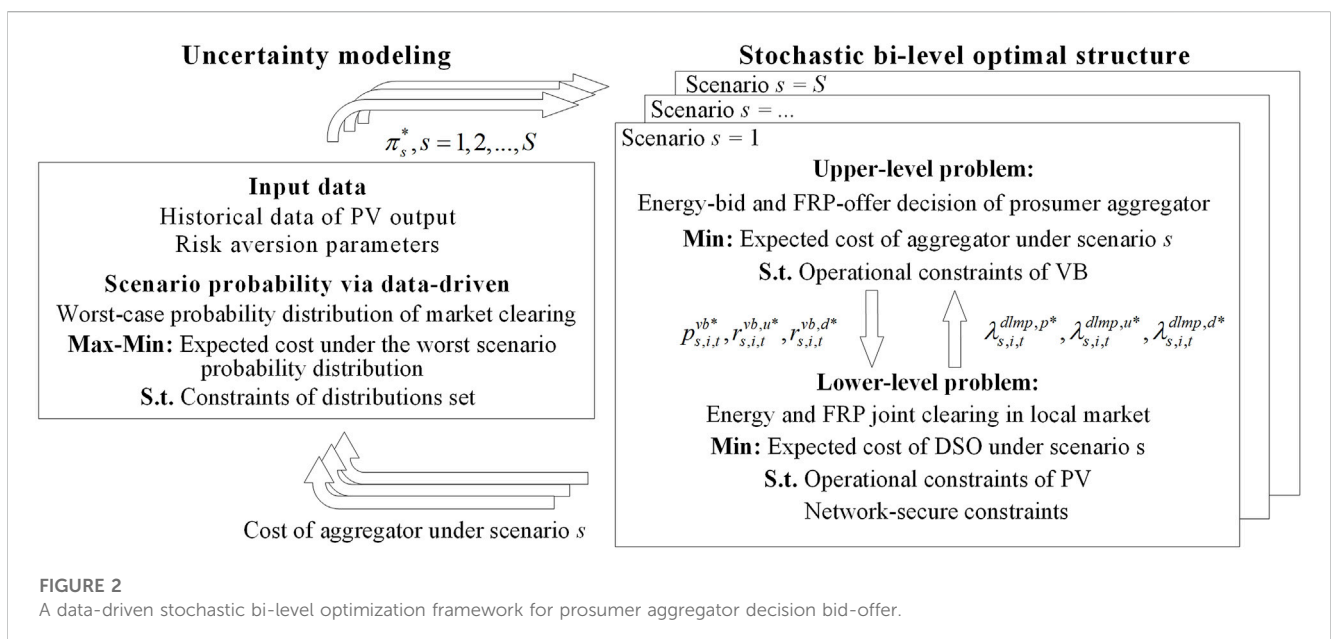 Uncertainty modeling
π*s, s = 1, 2, ..., S
Input data
Historical data of PV output
Risk aversion parameters
Scenario probability via data-driven
Worst-case probability distribution of market clearing
Max-Min: Expected cost under the worst scenario
probability distribution
S.t. Constraints of distributions set
Cost of aggregator under scenario s
Stochastic bi-level optimal structure
Scenario s = S
Scenario s = ...
Scenario s = 1
Upper-level problem:
Energy-bid and FRP-offer decision of prosumer aggregator
Min: Expected cost of aggregator under scenario s
S.t. Operational constraints of VB
p^{vb*}_{s,i,t}, r^{vb,u*}_{s,i,t}, r^{vb,d*}_{s,i,t}
λ^{dlmp,p*}_{s,i,t}, λ^{dlmp,u*}_{s,i,t}, λ^{dlmp,d*}_{s,i,t}
Lower-level problem:
Energy and FRP joint clearing in local market
Min: Expected cost of DSO under scenario s
S.t. Operational constraints of PV
Network-secure constraints
FIGURE 2
A data-driven stochastic bi-level optimization framework for prosumer aggregator decision bid-offer.